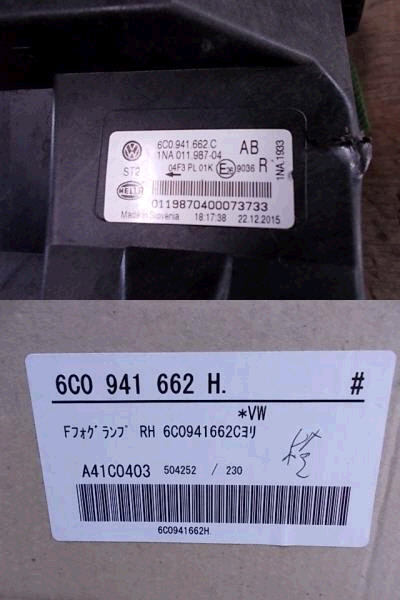 6C0.941.662 C
AB
1NA 011.987-04
ST2
04F3 PL 01K
9036
R
1NA.1933
HELLA
0119870400073733
Made in Slovenia 18:17:38 22.12.2015
6C0 941 662 H. #
*VW
Fﾌｫｸﾞﾗﾝﾌﾟ RH 6C0941662Cﾖﾘ
A41C0403 504252 / 230
6C0941662H.